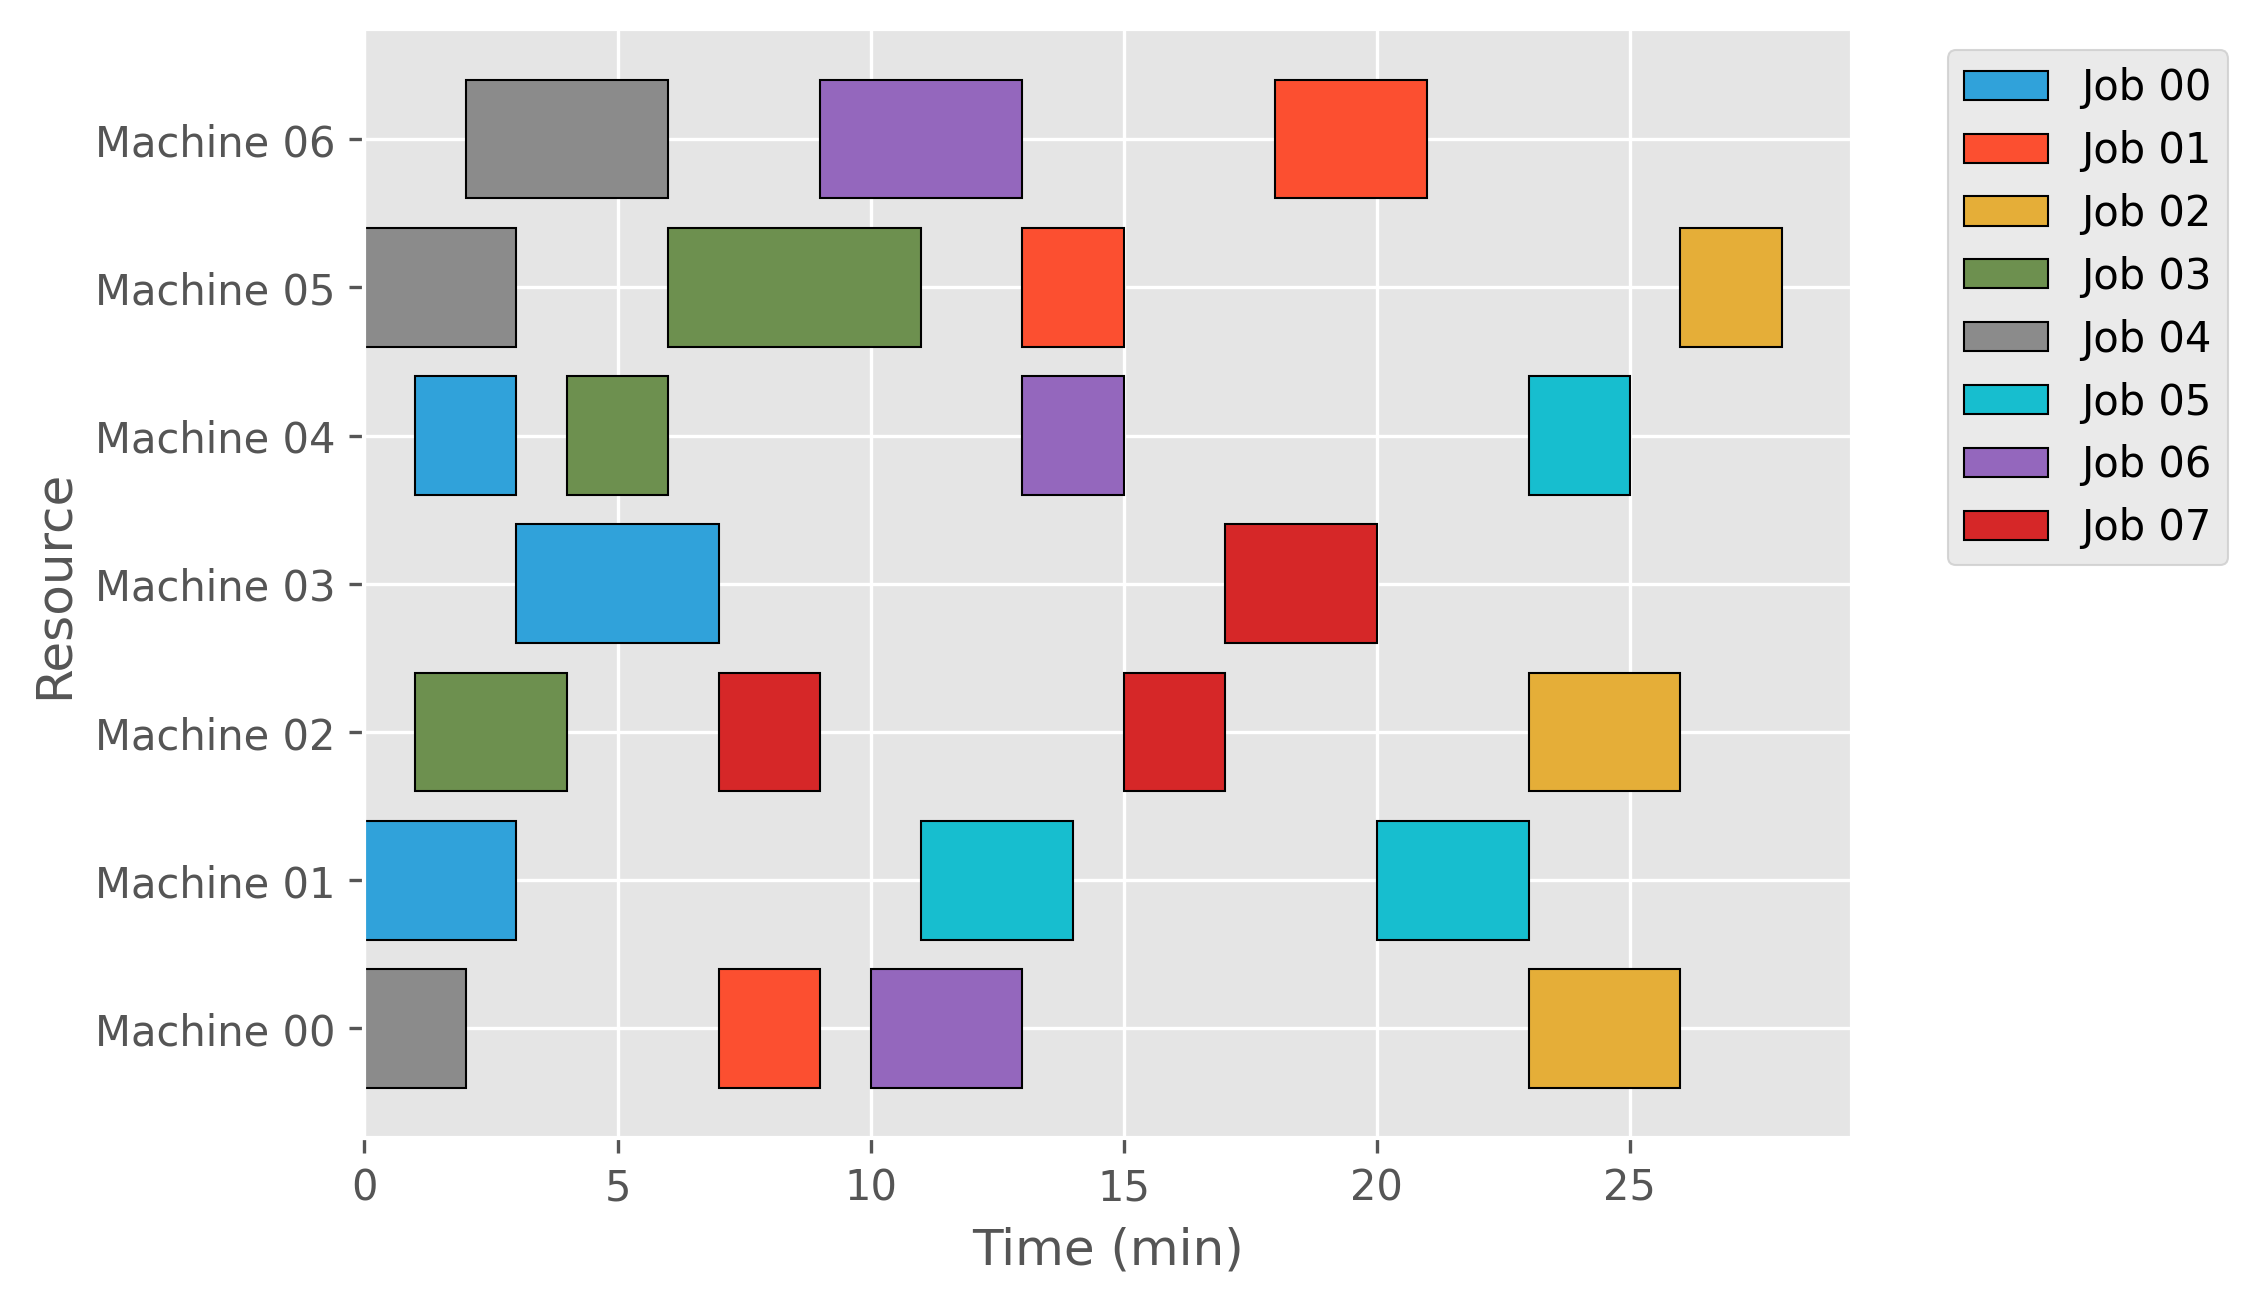 Machine 06
Machine 05
Machine 04
Machine 03
Machine 02
Machine 01
Machine 00
Resource
0
5
10
15
20
25
Time (min)
Job 00
Job 01
Job 02
Job 03
Job 04
Job 05
Job 06
Job 07